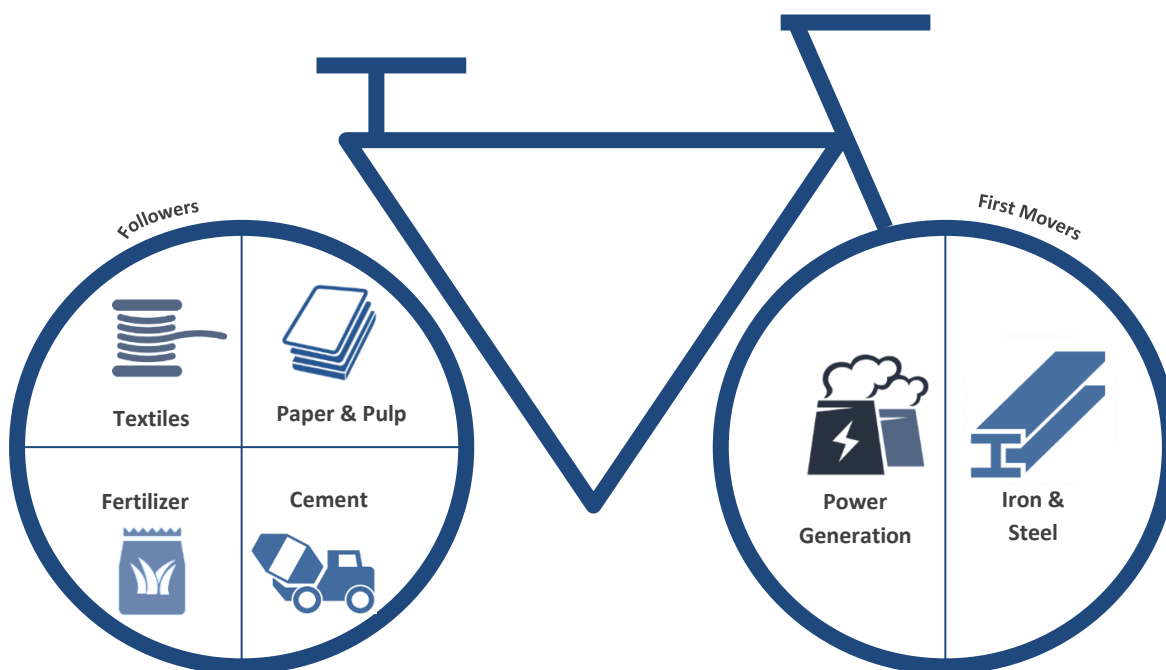 Followers
First Movers
Textiles
Paper & Pulp
Fertilizer
Cement
Power
Generation
Iron &
Steel